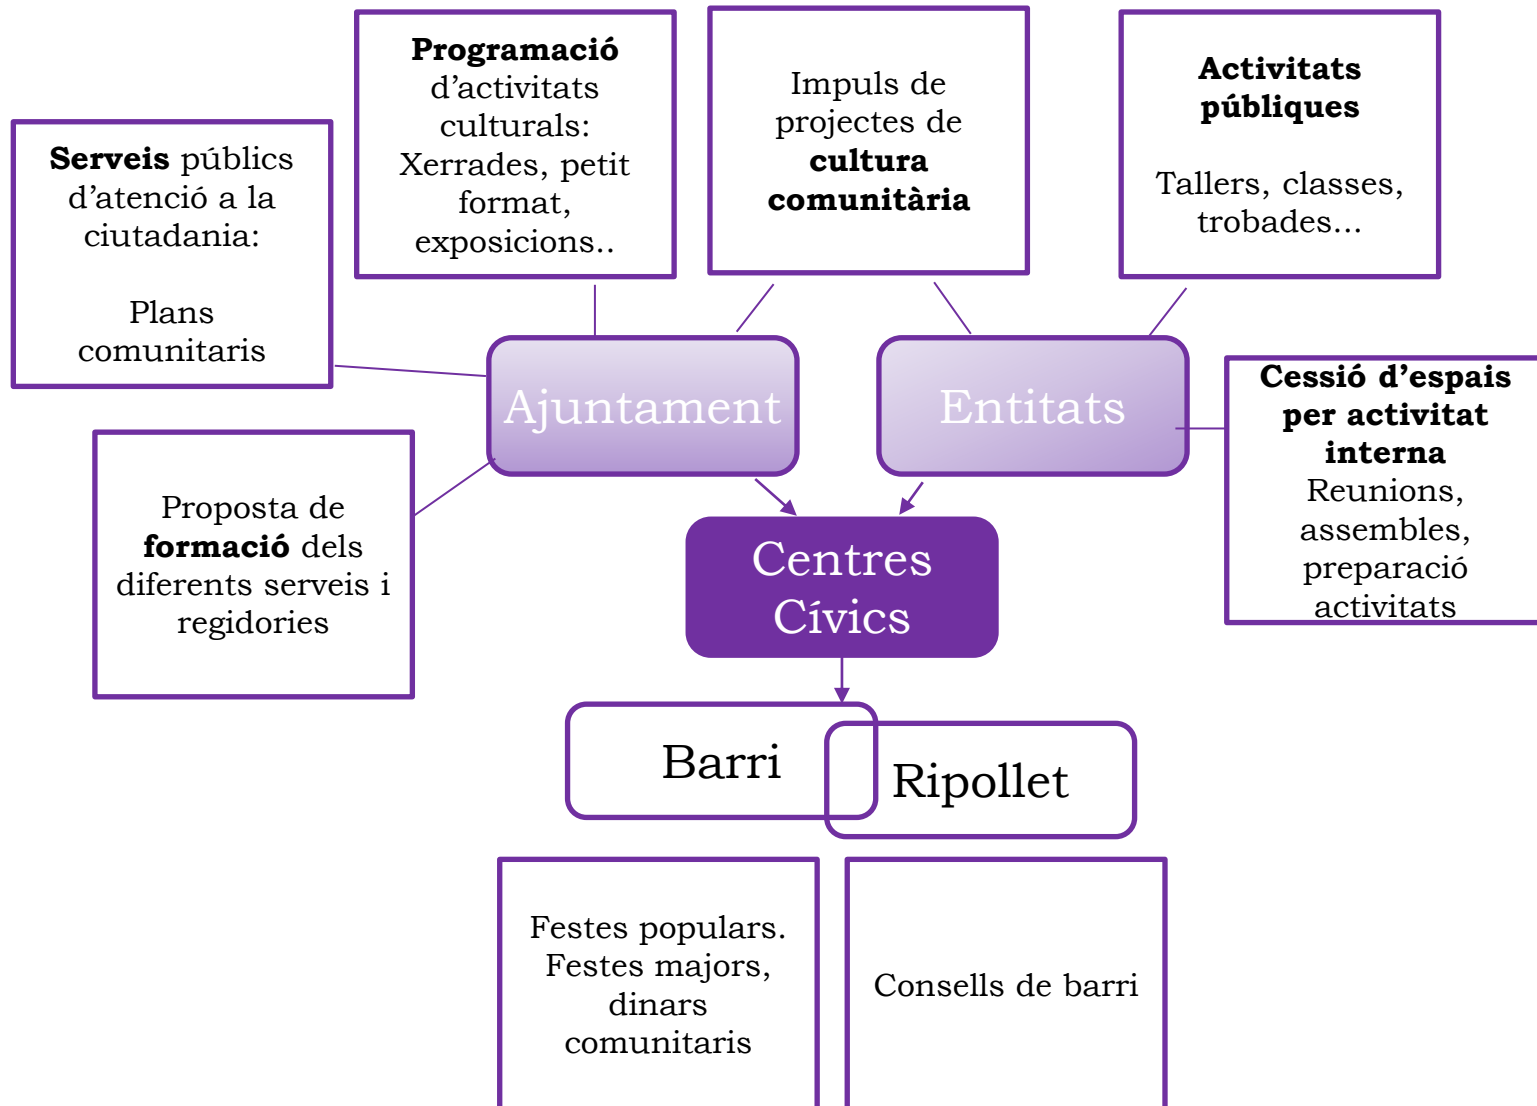 Serveis públics
d’atenció a la
ciutadania:
Plans
comunitaris
Programació
d’activitats
culturals:
Xerrades, petit
format,
exposicions..
Impuls de
projectes de
cultura
comunitària
Activitats
públiques
Tallers, classes,
trobades...
Ajuntament
Entitats
Cessió d’espais
per activitat
interna
Reunions,
assembles,
preparació
activitats
Proposta de
formació dels
diferents serveis i
regidories
Centres
Cívics
Barri
Ripollet
Festes populars.
Festes majors,
dinars
comunitaris
Consells de barri